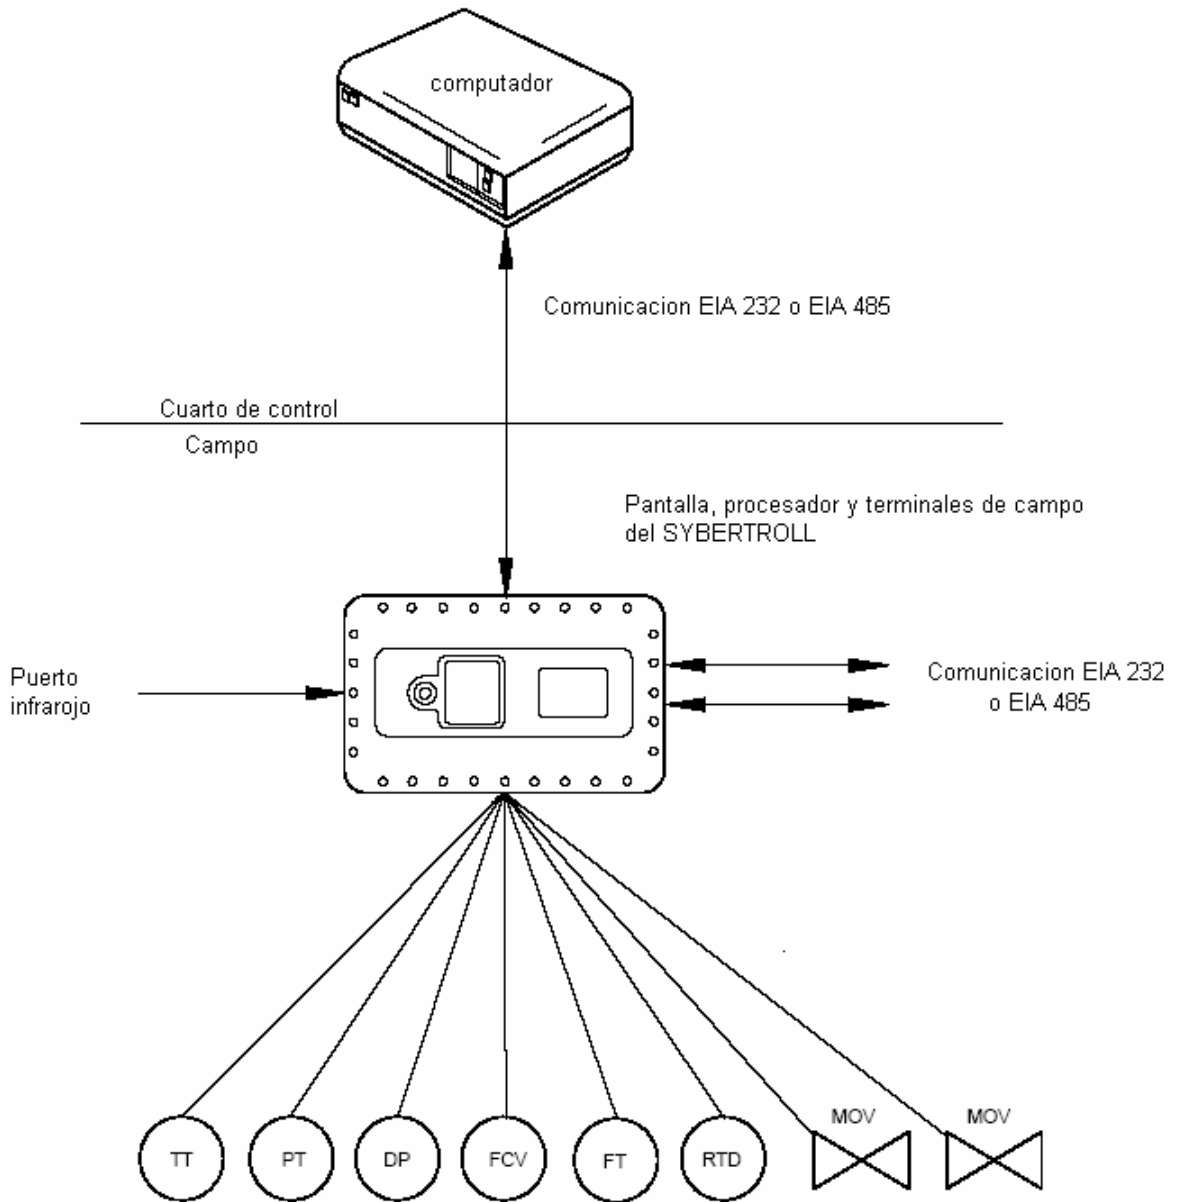 computador
Comunicacion EIA 232 o EIA 485
Cuarto de control
Campo
Pantalla, procesador y terminales de campo
del SYBERTROLL
Puerto
infrarojo
Comunicacion EIA 232
o EIA 485
MOV
MOV
TT
PT
DP
FCV
FT
RTD